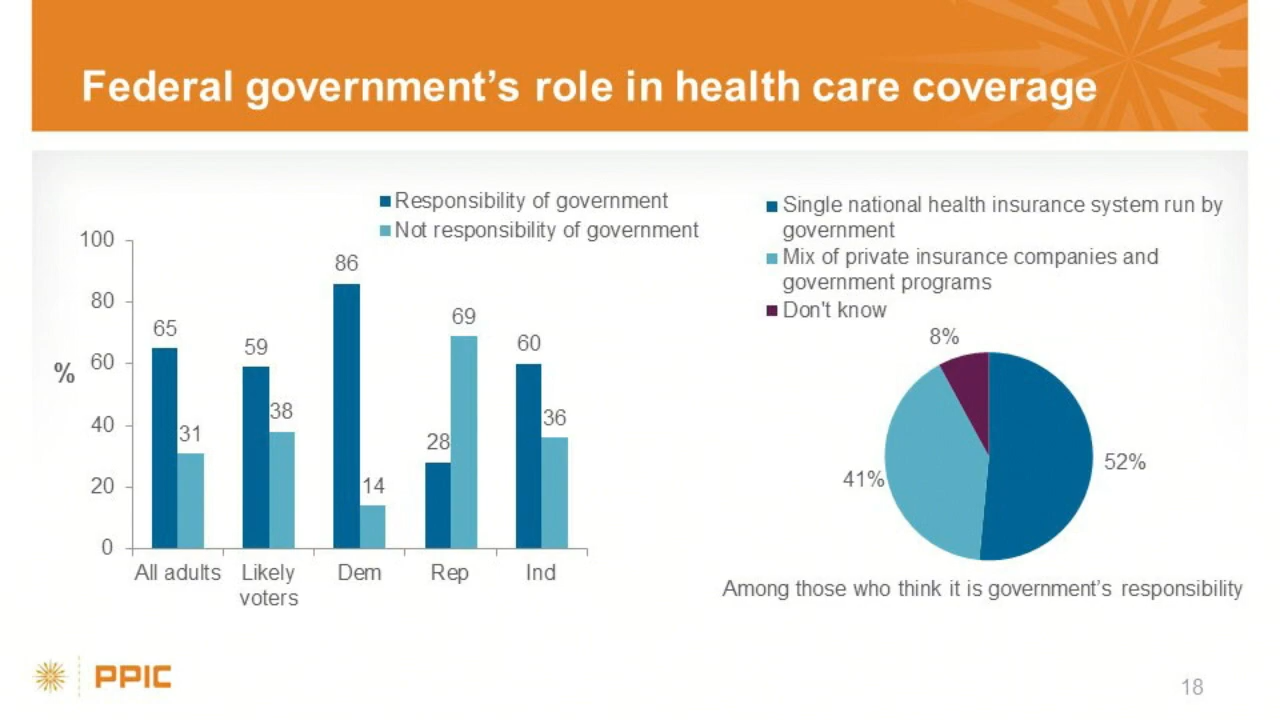 Federal government’s role in health care coverage
Responsibility of government
Not responsibility of government
100
80
60
40
20
0
%
65
31
59
38
86
14
28
69
60
36
All adults
Likely
voters
Dem
Rep
Ind
Single national health insurance system run by
government
Mix of private insurance companies and
government programs
Don't know
8%
41%
52%
Among those who think it is government’s responsibility
PPIC
18